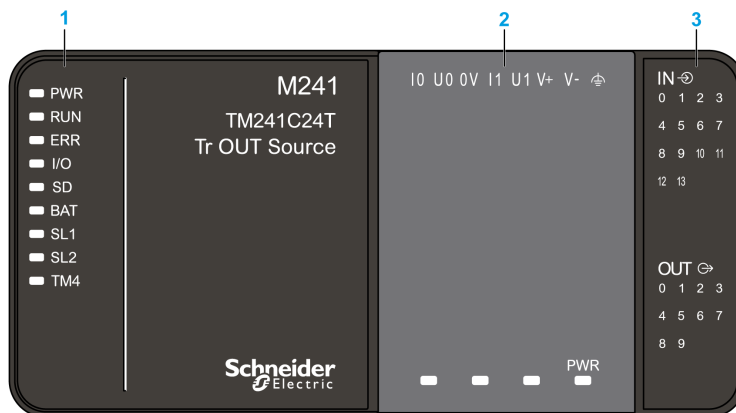 1
2
3
PWR
RUN
ERR
I/O
SD
BAT
SL1
SL2
TM4
M241
TM241C24T
Tr OUT Source
Schneider
Electric
I0 U0 0V I1 U1 V+ V-
PWR
IN
0 1 2 3
4 5 6 7
8 9 10 11
12 13
OUT
0 1 2 3
4 5 6 7
8 9